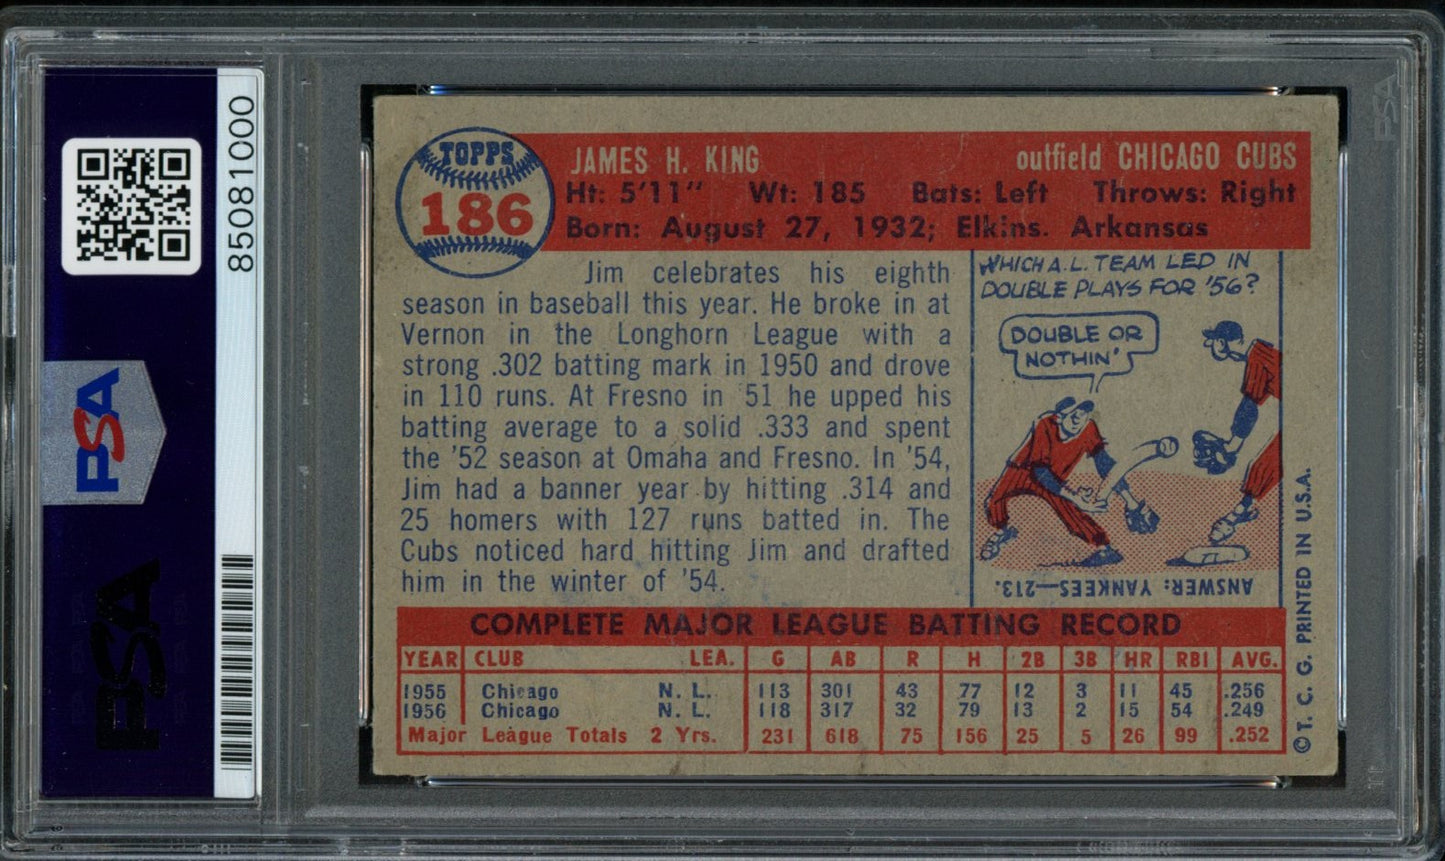 85081000
PSA
PSA
PSA
TOPPS
186
JAMES H. KING outfield CHICAGO CUBS
Ht: 5'11" Wt: 185 Bats: Left Throws: Right
Born: August 27, 1932; Elkins. Arkansas
Jim celebrates his eighth
season in baseball this year. He broke in at
Vernon in the Longhorn League with a
strong .302 batting mark in 1950 and drove
in 110 runs. At Fresno in '51 he upped his
batting average to a solid .333 and spent
the '52 season at Omaha and Fresno. In '54,
Jim had a banner year by hitting .314 and
25 homers with 127 runs batted in. The
Cubs noticed hard hitting Jim and drafted
him in the winter of '54.
WHICH A.L. TEAM LED IN
DOUBLE PLAYS FOR '56?
DOUBLE OR
NOTHIN'
ANSWER: YANKEES—213.
COMPLETE MAJOR LEAGUE BATTING RECORD
YEAR CLUB LEA. G AB R H 2B 3B HR RBI AVG.
1955 Chicago N. L. 113 301 43 77 12 3 11 45 .256
1956 Chicago N. L. 118 317 32 79 13 2 15 54 .249
Major League Totals 2 Yrs. 231 618 75 156 25 5 26 99 .252
© T. C. G. PRINTED IN U.S.A.